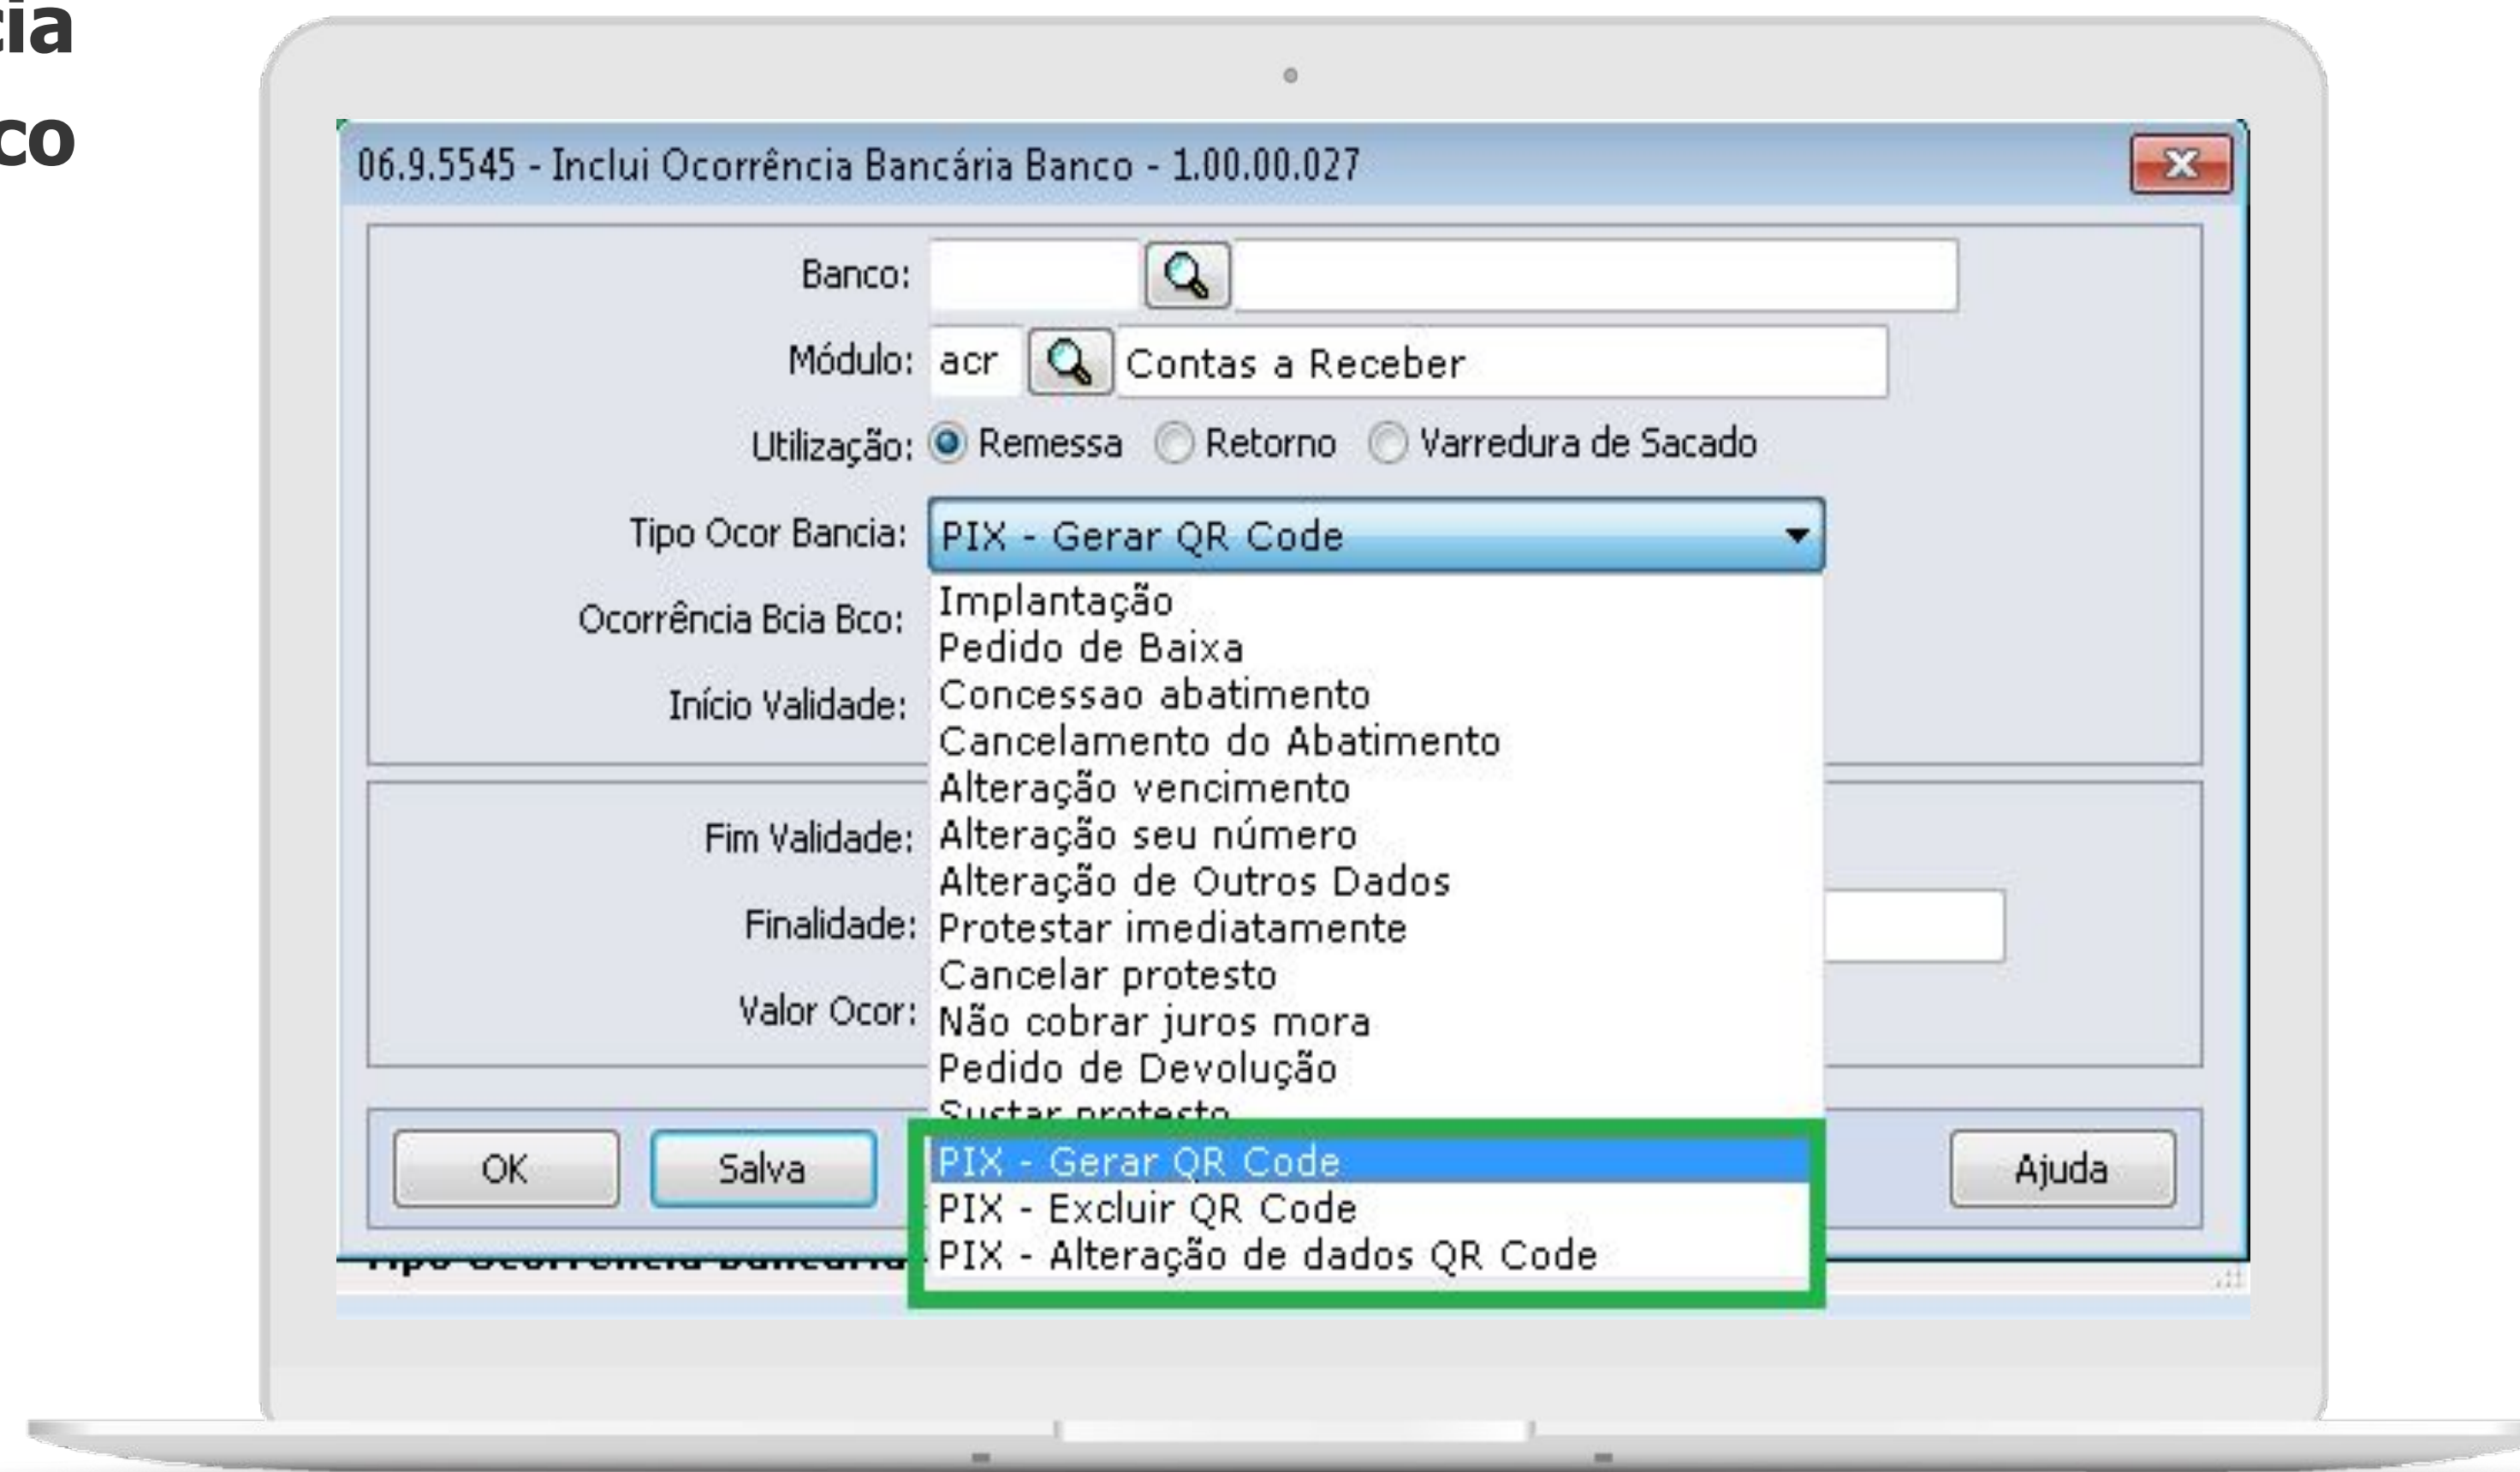 cia
co
06.9.5545 - Inclui Ocorrência Bancária Banco - 1.00.00.027
Banco:
Módulo: acr Contas a Receber
Utilização: Remessa Retorno Varredura de Sacado
Tipo Ocor Bancia: PIX - Gerar QR Code
Ocorrência Bcia Bco:
Início Validade:
Fim Validade:
Finalidade:
Valor Ocor:
Implantação
Pedido de Baixa
Concessao abatimento
Cancelamento do Abatimento
Alteração vencimento
Alteração seu número
Alteração de Outros Dados
Protestar imediatamente
Cancelar protesto
Não cobrar juros mora
Pedido de Devolução
Sustar protesto
PIX - Gerar QR Code
PIX - Excluir QR Code
PIX - Alteração de dados QR Code
OK Salva Ajuda
Tipo Ocorrência Bancária